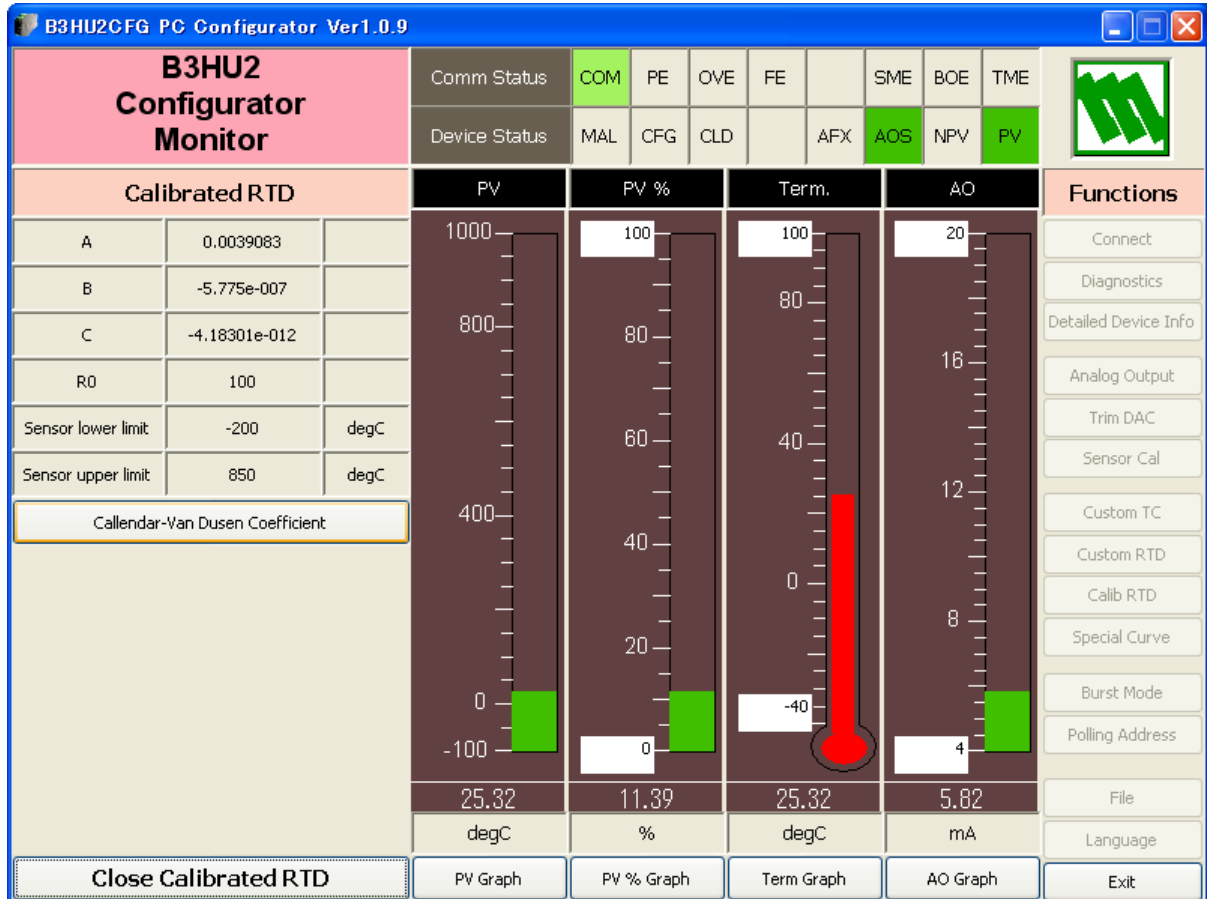 B3HU2CFG PC Configurator Ver1.0.9
B3HU2
Configurator
Monitor
Comm Status COM PE OVE FE SME BOE TME
Device Status MAL CFG CLD AFX AOS NPV PV
Calibrated RTD
A 0.0039083
B -5.775e-007
C -4.18301e-012
R0 100
Sensor lower limit -200 degC
Sensor upper limit 850 degC
Callendar-Van Dusen Coefficient
Close Calibrated RTD
PV
1000
800
400
0
-100
25.32
degC
PV Graph
PV %
100
80
60
40
20
0
11.39
%
PV % Graph
Term.
100
80
40
0
-40
25.32
degC
Term Graph
AO
20
16
12
8
4
5.82
mA
AO Graph
Functions
Connect
Diagnostics
Detailed Device Info
Analog Output
Trim DAC
Sensor Cal
Custom TC
Custom RTD
Calib RTD
Special Curve
Burst Mode
Polling Address
File
Language
Exit